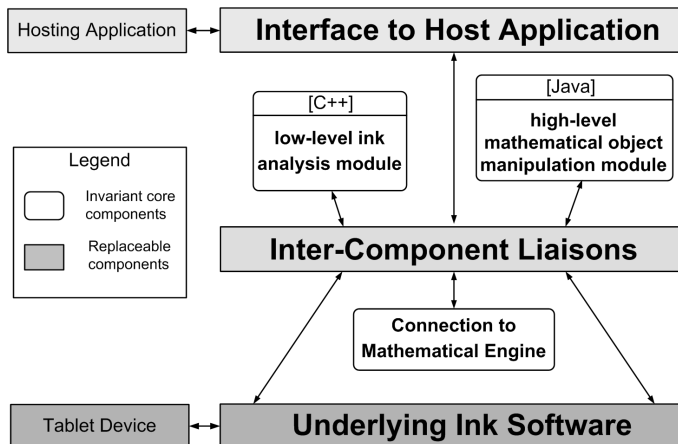 Hosting Application
Interface to Host Application
[C++]
low-level ink
analysis module
[Java]
high-level
mathematical object
manipulation module
Legend
Invariant core
components
Replaceable
components
Inter-Component Liaisons
Connection to
Mathematical Engine
Tablet Device
Underlying Ink Software